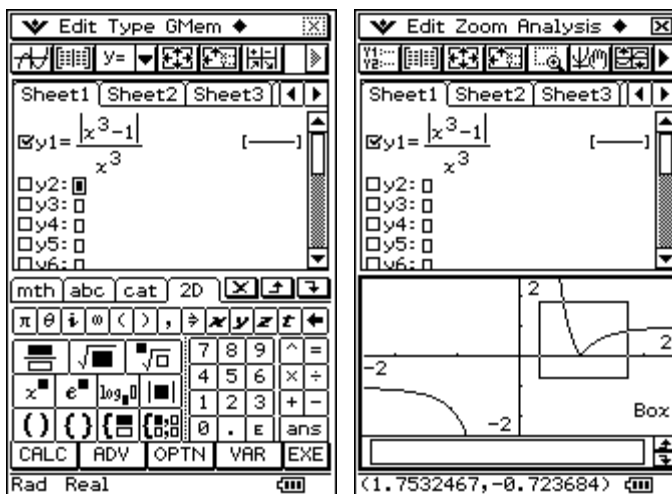 Edit Type GMem ◆
y=
Sheet1 Sheet2 Sheet3
y1=|x^3-1|/x^3 [—]
y2:
y3:
y4:
y5:
y6:
mth abc cat 2D
π θ i ∞ ( ) , ⇒ x y z t
√■ ■√ 7 8 9 ^ =
x■ e■ log■ |■| 4 5 6 × ÷
1 2 3 + −
( ) { } 0 . E ans
CALC ADV OPTN VAR EXE
Rad Real
Edit Zoom Analysis ◆
Y1:
Y2:
Sheet1 Sheet2 Sheet3
y1=|x^3-1|/x^3 [—]
y2:
y3:
y4:
y5:
y6:
2
2
-2
-2
Box
(1.7532467,-0.723684)